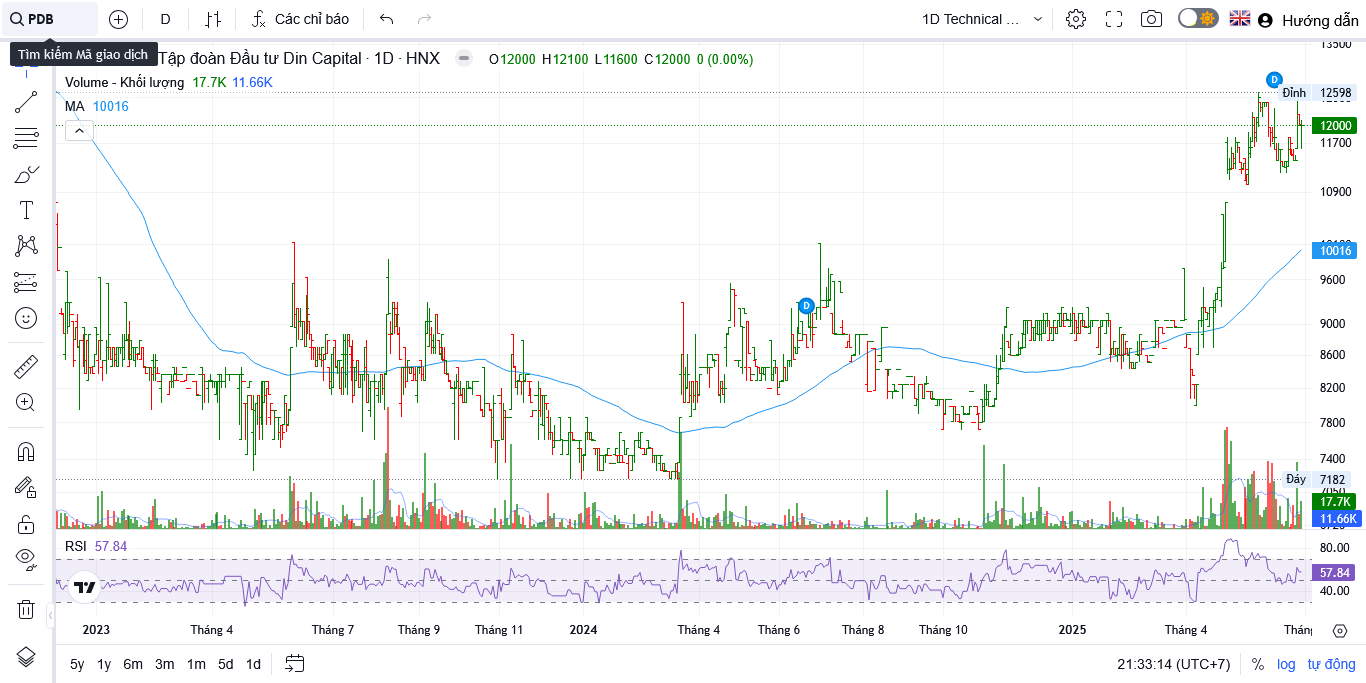 PDB
D
Các chỉ báo
1D Technical ...
Hướng dẫn
Tìm kiếm Mã giao dịch
Tập đoàn Đầu tư Din Capital · 1D · HNX
O12000 H12100 L11600 C12000 0 (0.00%)
Volume - Khối lượng 17.7K 11.66K
MA 10016
13500
D
Đỉnh 12598
12000
11700
10900
10016
9600
D
9000
8600
8200
7800
7400
Đáy 7182
17.7K
11.66K
RSI 57.84
80.00
57.84
40.00
2023 Tháng 4 Tháng 7 Tháng 9 Tháng 11 2024 Tháng 4 Tháng 6 Tháng 8 Tháng 10 2025 Tháng 4
5y 1y 6m 3m 1m 5d 1d
21:33:14 (UTC+7) % log tự động